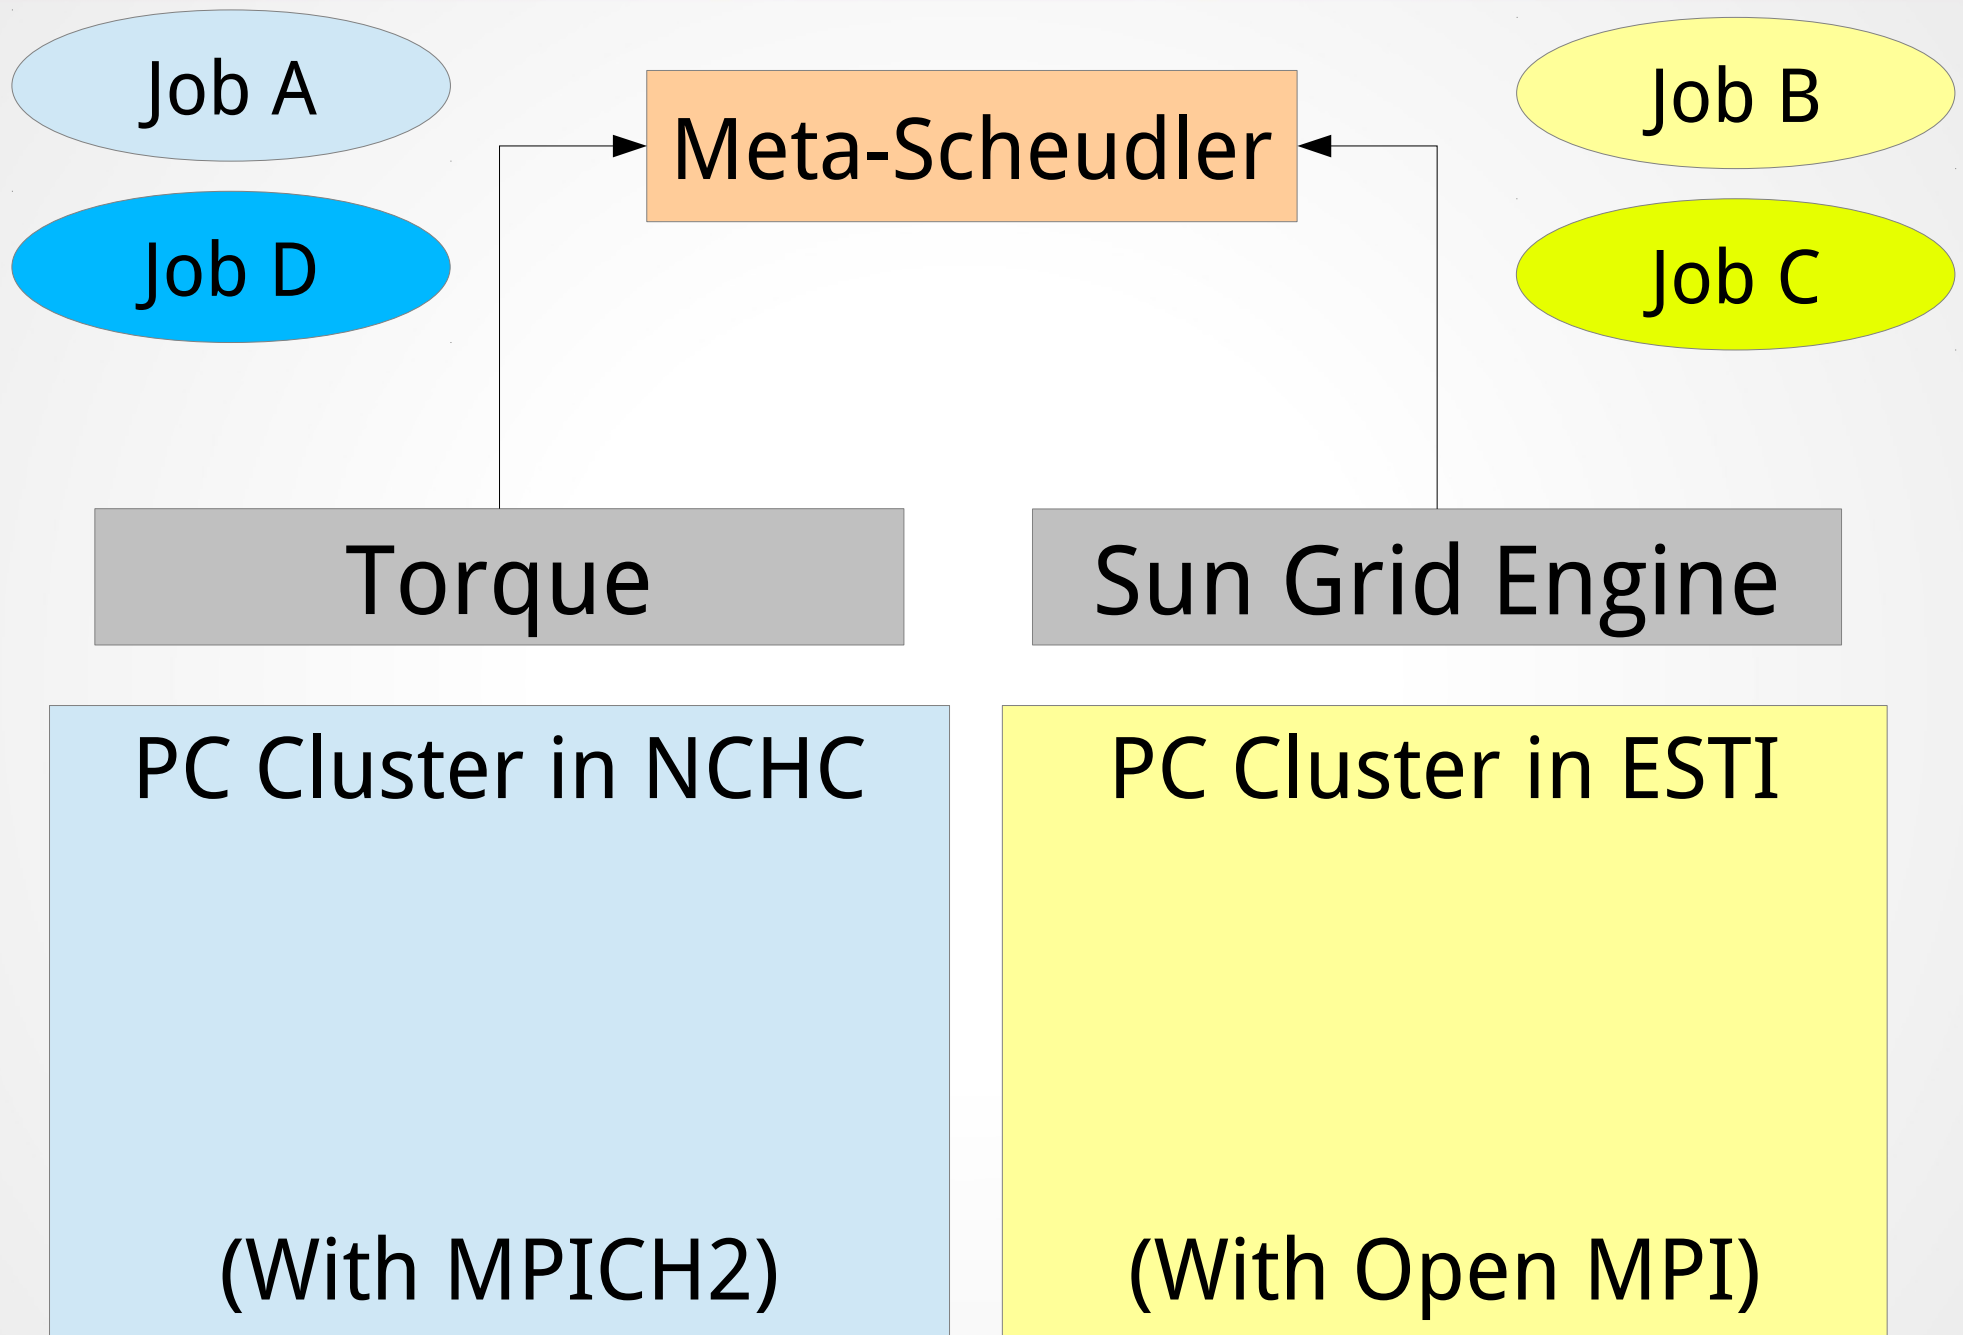 Job A
Job B
Meta-Scheudler
Job D
Job C
Torque
Sun Grid Engine
PC Cluster in NCHC
PC Cluster in ESTI
(With MPICH2)
(With Open MPI)